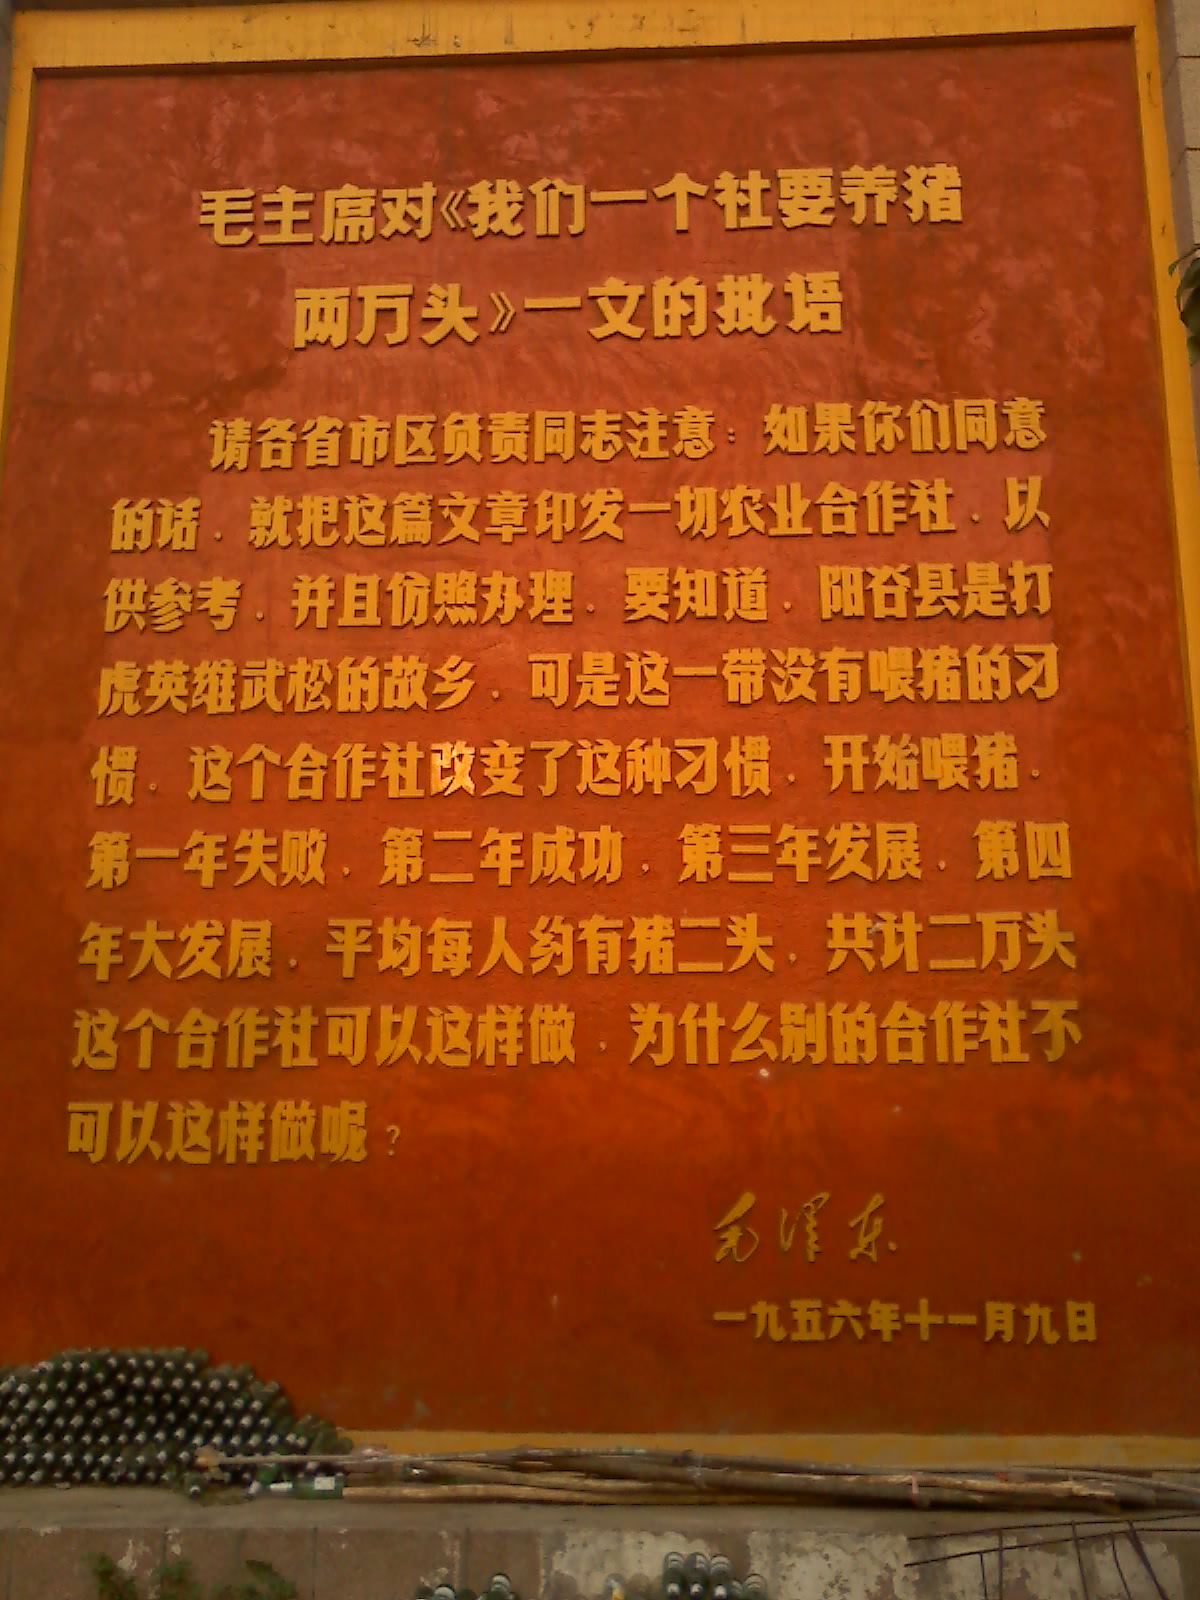 毛主席对《我们一个社要养猪
两万头》一文的批语
请各省市区负责同志注意：如果你们同意
的话，就把这篇文章印发一切农业合作社，以
供参考，并且仿照办理。要知道，阳谷县是打
虎英雄武松的故乡，可是这一带没有喂猪的习
惯。这个合作社改变了这种习惯，开始喂猪。
第一年失败，第二年成功，第三年发展，第四
年大发展，平均每人约有猪二头，共计二万头
这个合作社可以这样做，为什么别的合作社不
可以这样做呢？
毛泽东
一九五六年十一月九日